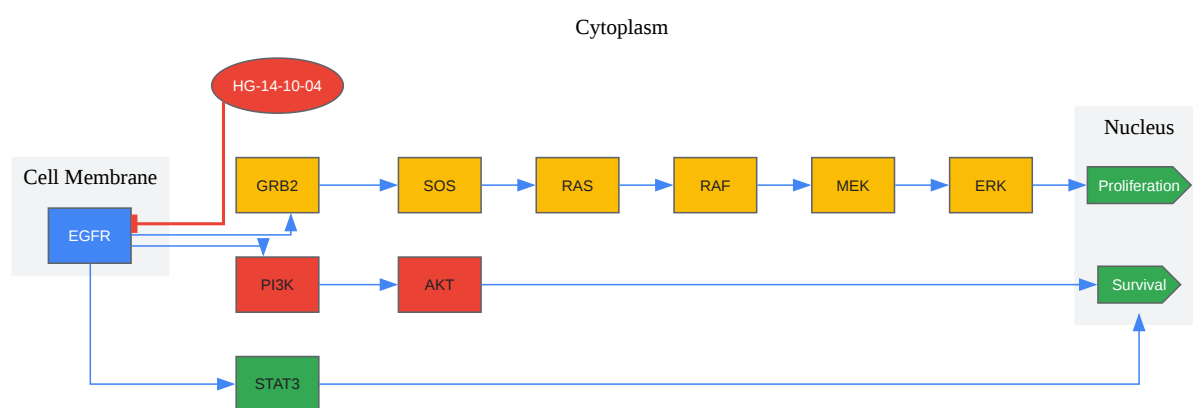 Cytoplasm
HG-14-10-04
Nucleus
Cell Membrane
GRB2
SOS
RAS
RAF
MEK
ERK
Proliferation
EGFR
PI3K
AKT
Survival
STAT3